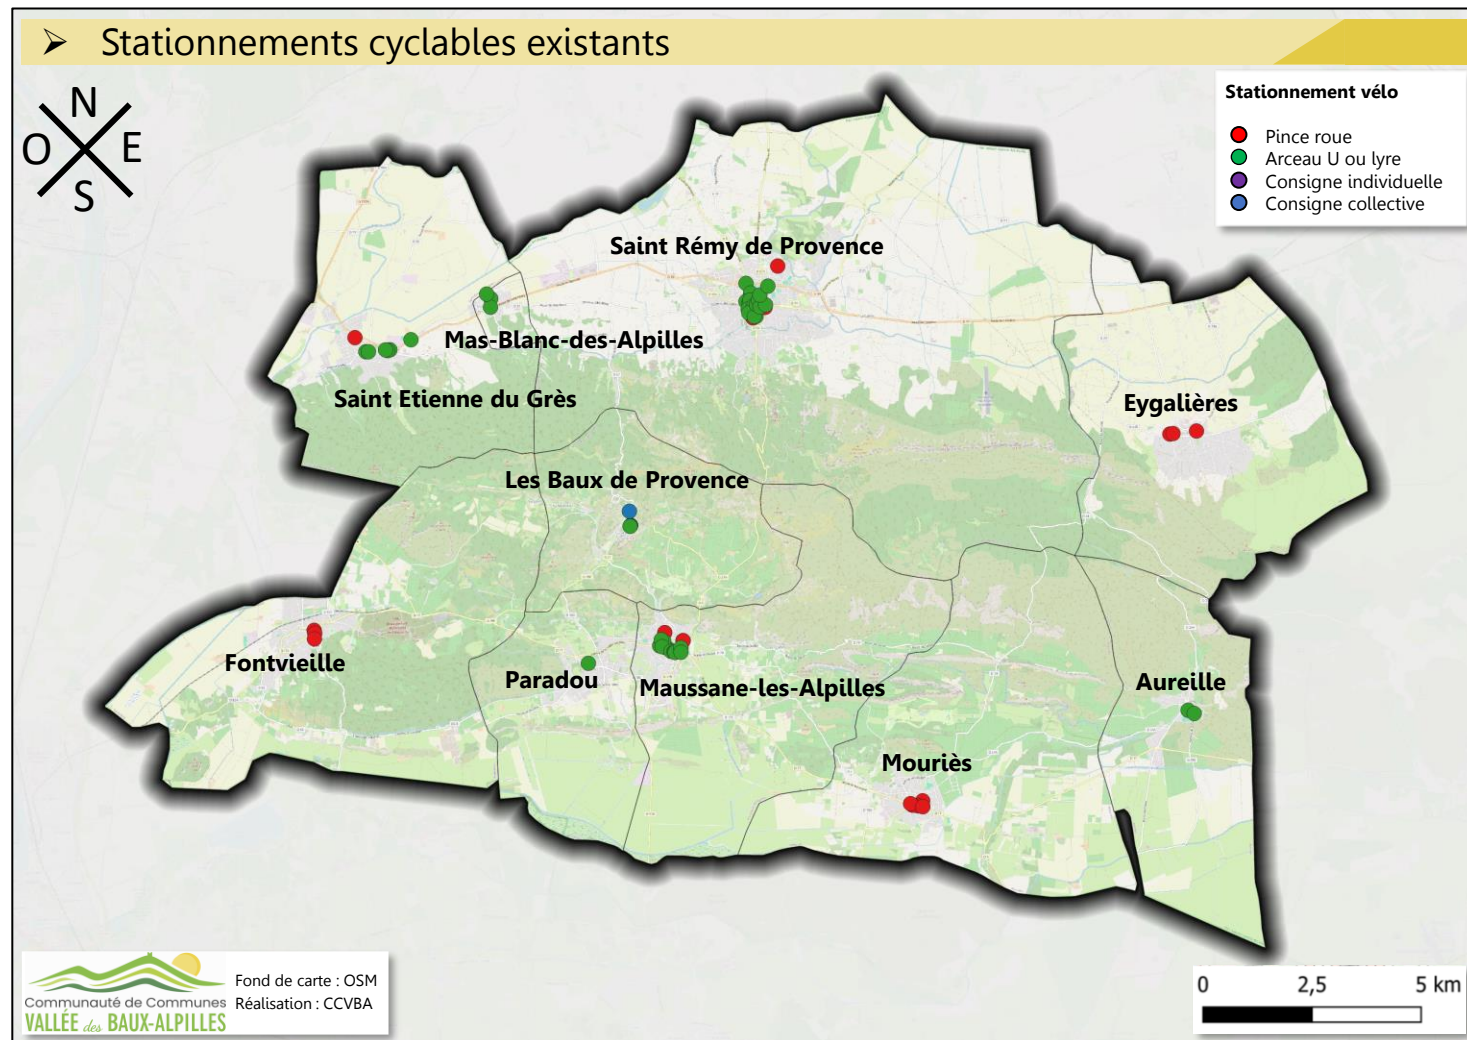 ➢ Stationnements cyclables existants
N
O E
S
Stationnement vélo
Pince roue
Arceau U ou lyre
Consigne individuelle
Consigne collective
Saint Rémy de Provence
Mas-Blanc-des-Alpilles
Saint Etienne du Grès
Eygalières
Les Baux de Provence
Fontvieille
Paradou
Maussane-les-Alpilles
Aureille
Mouriès
Communauté de Communes
VALLÉE des BAUX-ALPILLES
Fond de carte : OSM
Réalisation : CCVBA
0 2,5 5 km